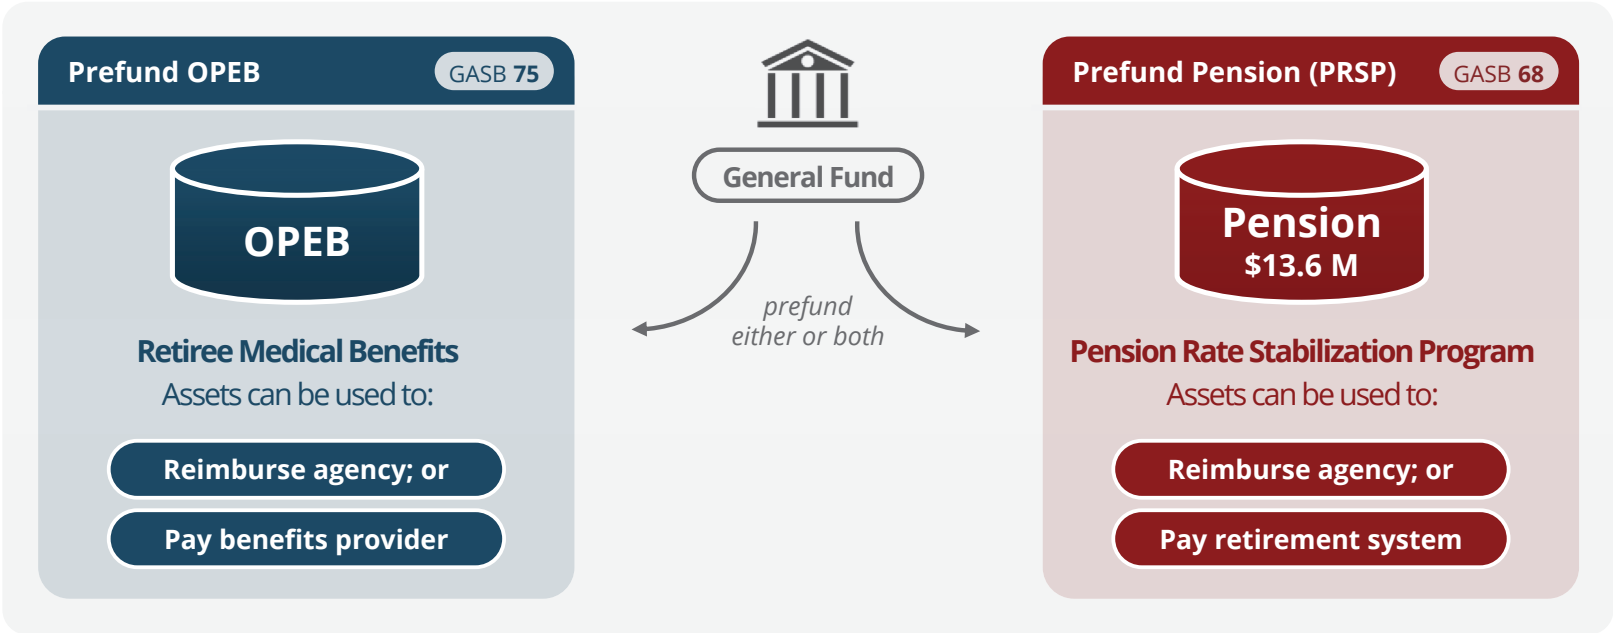 Prefund OPEB
GASB 75
OPEB
Retiree Medical Benefits
Assets can be used to:
Reimburse agency; or
Pay benefits provider
General Fund
prefund
either or both
Prefund Pension (PRSP)
GASB 68
Pension
$13.6 M
Pension Rate Stabilization Program
Assets can be used to:
Reimburse agency; or
Pay retirement system